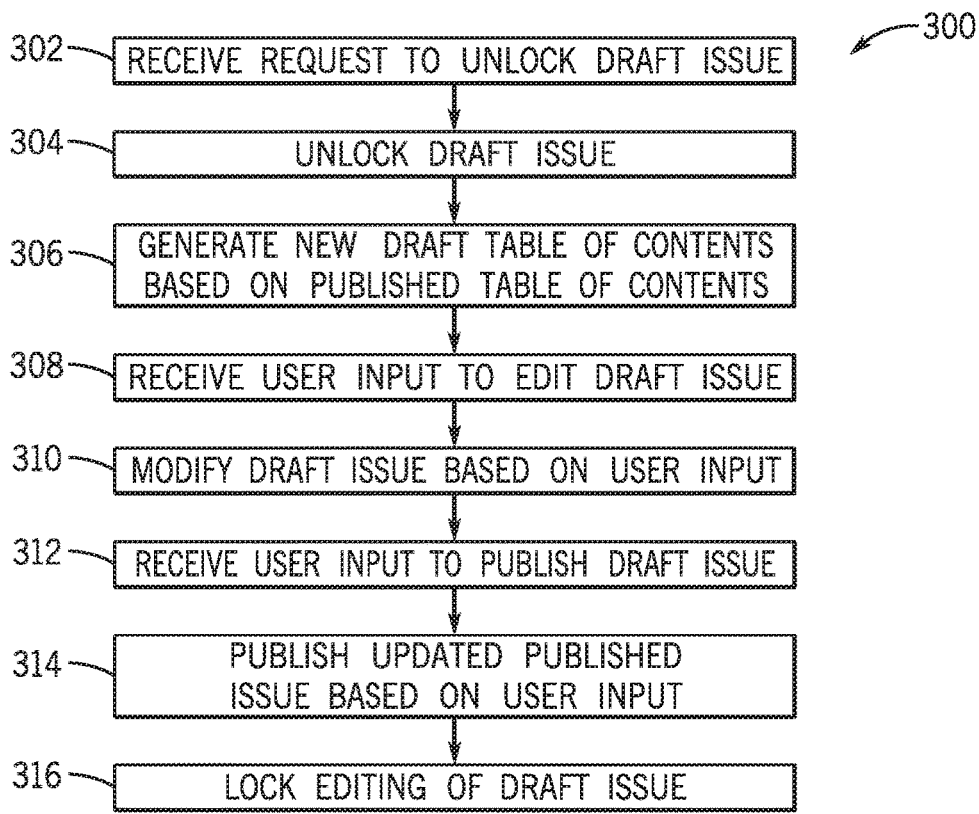 300
302
RECEIVE REQUEST TO UNLOCK DRAFT ISSUE
304
UNLOCK DRAFT ISSUE
306
GENERATE NEW DRAFT TABLE OF CONTENTS
BASED ON PUBLISHED TABLE OF CONTENTS
308
RECEIVE USER INPUT TO EDIT DRAFT ISSUE
310
MODIFY DRAFT ISSUE BASED ON USER INPUT
312
RECEIVE USER INPUT TO PUBLISH DRAFT ISSUE
314
PUBLISH UPDATED PUBLISHED
ISSUE BASED ON USER INPUT
316
LOCK EDITING OF DRAFT ISSUE